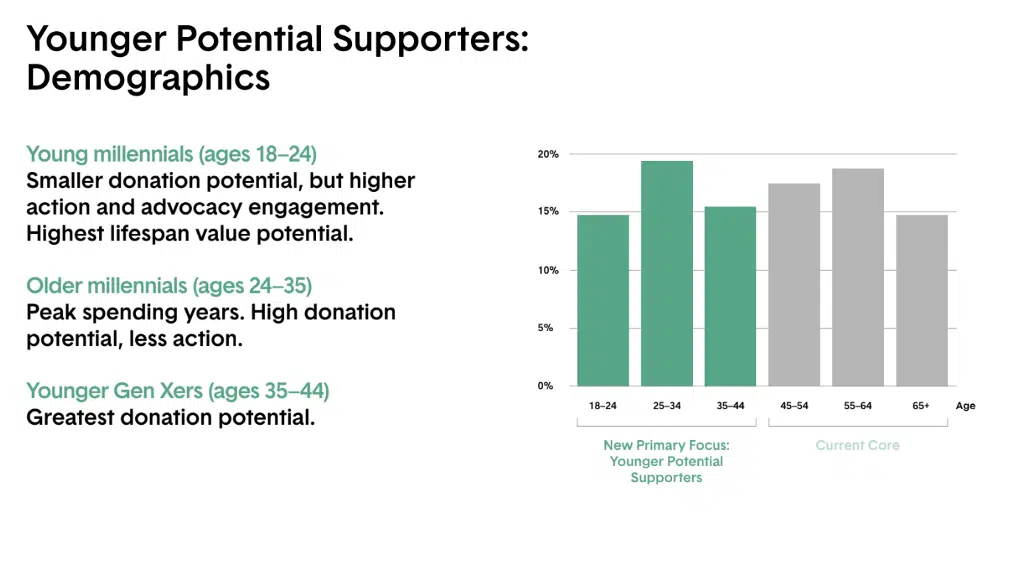 Younger Potential Supporters:
Demographics
Young millennials (ages 18–24)
Smaller donation potential, but higher
action and advocacy engagement.
Highest lifespan value potential.
Older millennials (ages 24–35)
Peak spending years. High donation
potential, less action.
Younger Gen Xers (ages 35–44)
Greatest donation potential.
20%
15%
10%
5%
0%
18–24 25–34 35–44 45–54 55–64 65+ Age
New Primary Focus:
Younger Potential
Supporters
Current Core